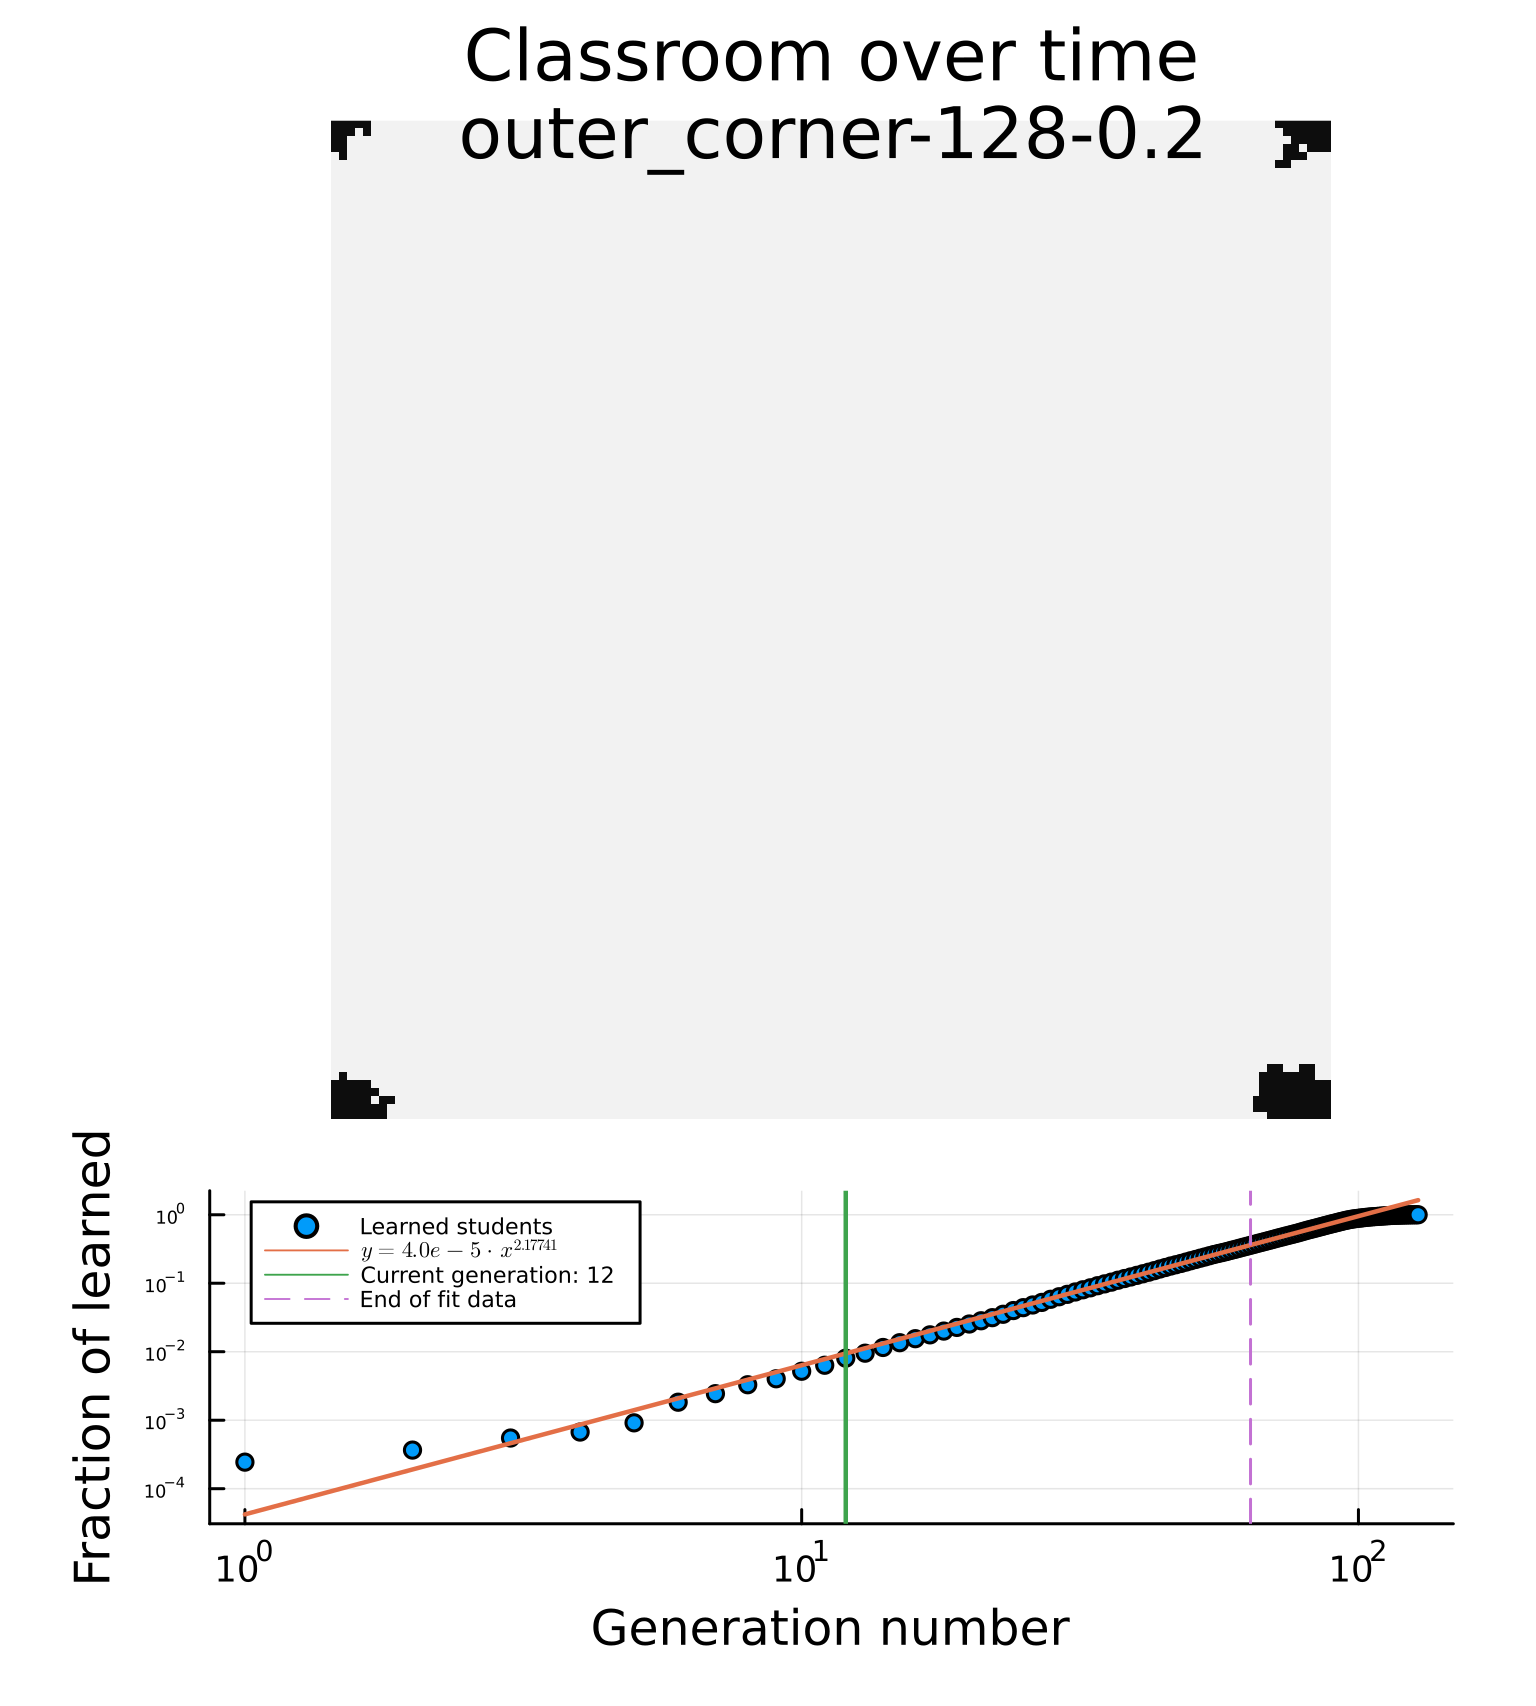 Classroom over time
outer_corner-128-0.2
Fraction of learned
10⁰
10⁻¹
10⁻²
10⁻³
10⁻⁴
Learned students
y = 4.0e − 5 · x^2.17741
Current generation: 12
End of fit data
10⁰ 10¹ 10²
Generation number